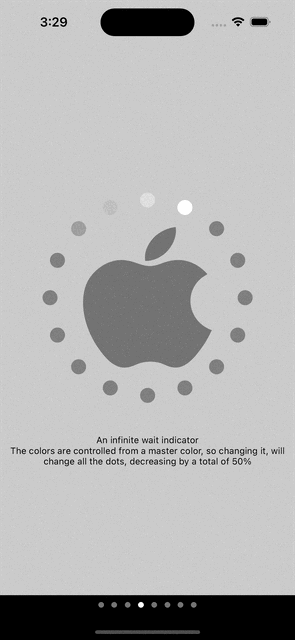 3:29
An infinite wait indicator
The colors are controlled from a master color, so changing it, will
change all the dots, decreasing by a total of 50%